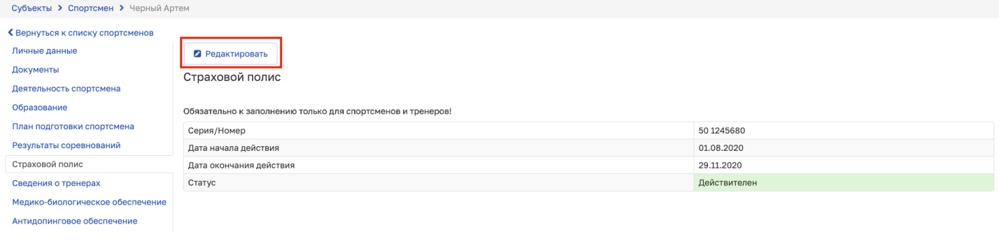 Субъекты > Спортсмен > Черный Артем
Вернуться к списку спортсменов
Личные данные
Документы
Деятельность спортсмена
Образование
План подготовки спортсмена
Результаты соревнований
Страховой полис
Сведения о тренерах
Медико-биологическое обеспечение
Антидопинговое обеспечение
Редактировать
Страховой полис
Обязательно к заполнению только для спортсменов и тренеров!
Серия/Номер 50 1245680
Дата начала действия 01.08.2020
Дата окончания действия 29.11.2020
Статус Действителен